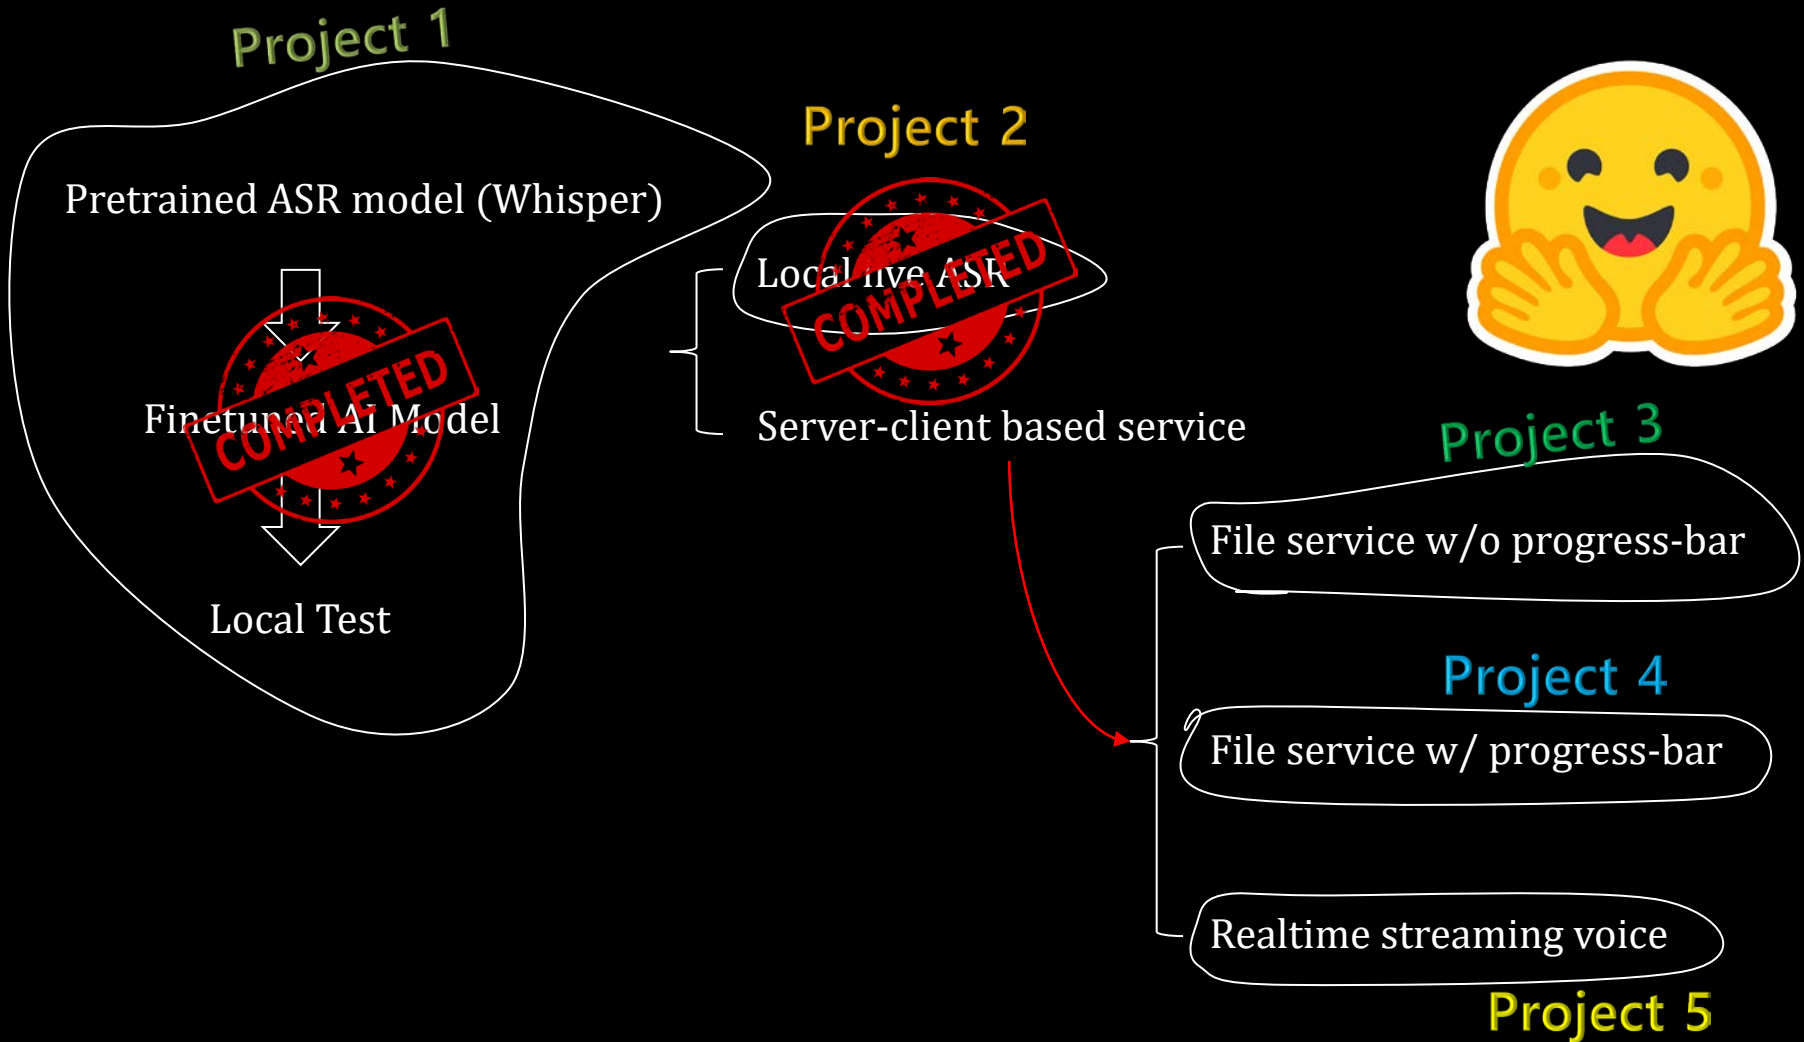 Project 1
Pretrained ASR model (Whisper)
Finetuned AI Model
COMPLETED
Local Test
Project 2
Local live ASR
COMPLETED
Server-client based service
Project 3
File service w/o progress-bar
Project 4
File service w/ progress-bar
Realtime streaming voice
Project 5